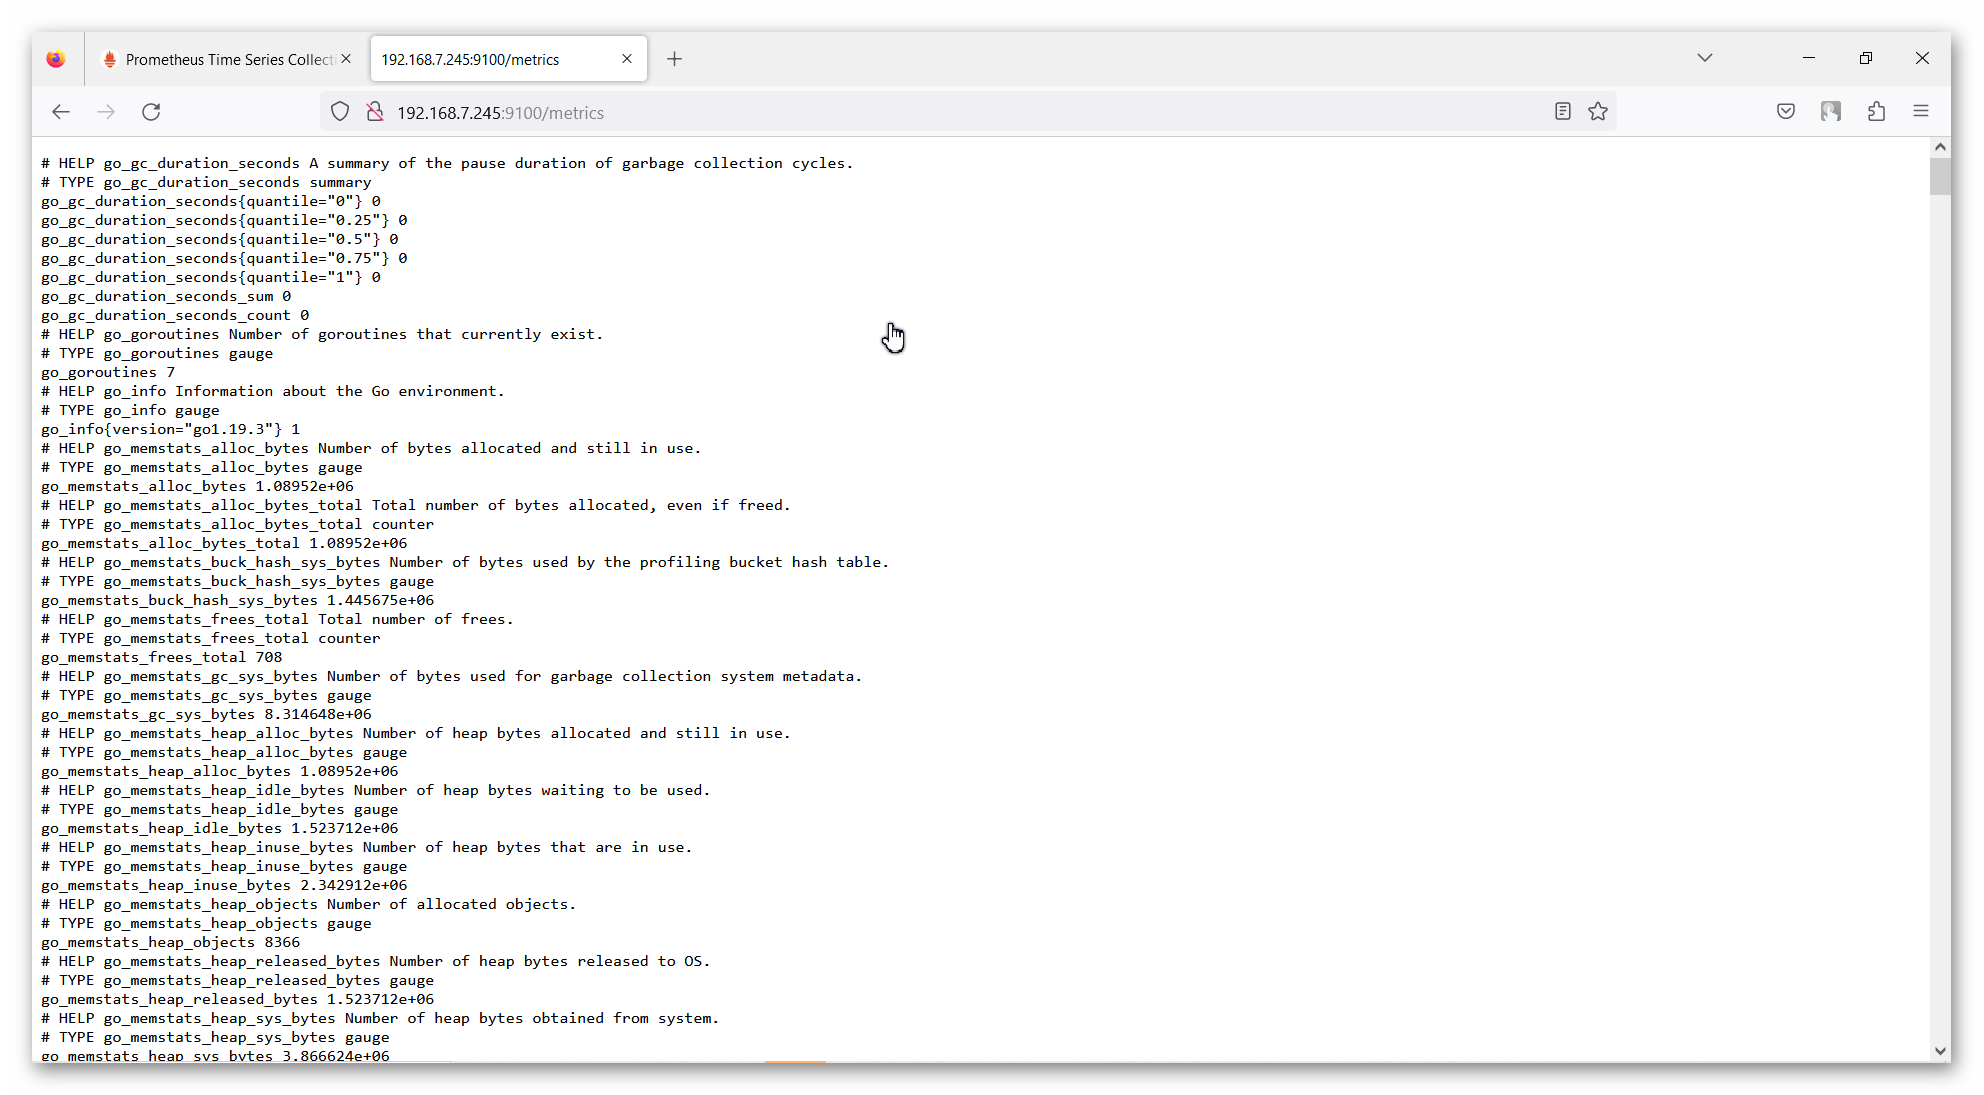 Prometheus Time Series Collecti
192.168.7.245:9100/metrics
192.168.7.245:9100/metrics
# HELP go_gc_duration_seconds A summary of the pause duration of garbage collection cycles.
# TYPE go_gc_duration_seconds summary
go_gc_duration_seconds{quantile="0"} 0
go_gc_duration_seconds{quantile="0.25"} 0
go_gc_duration_seconds{quantile="0.5"} 0
go_gc_duration_seconds{quantile="0.75"} 0
go_gc_duration_seconds{quantile="1"} 0
go_gc_duration_seconds_sum 0
go_gc_duration_seconds_count 0
# HELP go_goroutines Number of goroutines that currently exist.
# TYPE go_goroutines gauge
go_goroutines 7
# HELP go_info Information about the Go environment.
# TYPE go_info gauge
go_info{version="go1.19.3"} 1
# HELP go_memstats_alloc_bytes Number of bytes allocated and still in use.
# TYPE go_memstats_alloc_bytes gauge
go_memstats_alloc_bytes 1.08952e+06
# HELP go_memstats_alloc_bytes_total Total number of bytes allocated, even if freed.
# TYPE go_memstats_alloc_bytes_total counter
go_memstats_alloc_bytes_total 1.08952e+06
# HELP go_memstats_buck_hash_sys_bytes Number of bytes used by the profiling bucket hash table.
# TYPE go_memstats_buck_hash_sys_bytes gauge
go_memstats_buck_hash_sys_bytes 1.445675e+06
# HELP go_memstats_frees_total Total number of frees.
# TYPE go_memstats_frees_total counter
go_memstats_frees_total 708
# HELP go_memstats_gc_sys_bytes Number of bytes used for garbage collection system metadata.
# TYPE go_memstats_gc_sys_bytes gauge
go_memstats_gc_sys_bytes 8.314648e+06
# HELP go_memstats_heap_alloc_bytes Number of heap bytes allocated and still in use.
# TYPE go_memstats_heap_alloc_bytes gauge
go_memstats_heap_alloc_bytes 1.08952e+06
# HELP go_memstats_heap_idle_bytes Number of heap bytes waiting to be used.
# TYPE go_memstats_heap_idle_bytes gauge
go_memstats_heap_idle_bytes 1.523712e+06
# HELP go_memstats_heap_inuse_bytes Number of heap bytes that are in use.
# TYPE go_memstats_heap_inuse_bytes gauge
go_memstats_heap_inuse_bytes 2.342912e+06
# HELP go_memstats_heap_objects Number of allocated objects.
# TYPE go_memstats_heap_objects gauge
go_memstats_heap_objects 8366
# HELP go_memstats_heap_released_bytes Number of heap bytes released to OS.
# TYPE go_memstats_heap_released_bytes gauge
go_memstats_heap_released_bytes 1.523712e+06
# HELP go_memstats_heap_sys_bytes Number of heap bytes obtained from system.
# TYPE go_memstats_heap_sys_bytes gauge
go_memstats_heap_sys_bytes 3.866624e+06